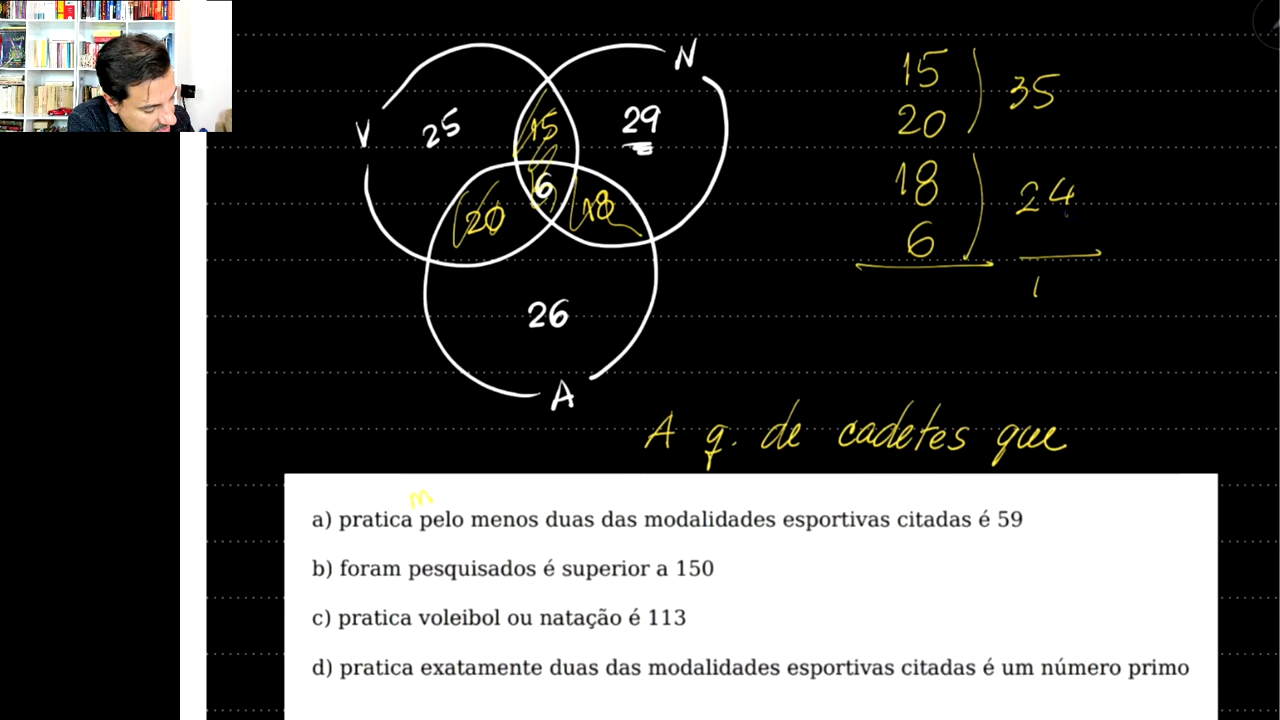 N
15
35
V
25
15
29
20
6
18
18
24
20
6
26
A
A q. de cadetes que
m
a) pratica pelo menos duas das modalidades esportivas citadas é 59
b) foram pesquisados é superior a 150
c) pratica voleibol ou natação é 113
d) pratica exatamente duas das modalidades esportivas citadas é um número primo